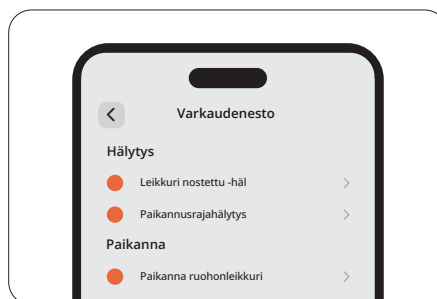 Varkaudenesto
Hälytys
Leikkuri nostettu -häl
Paikannusrajahälytys
Paikanna
Paikanna ruohonleikkuri